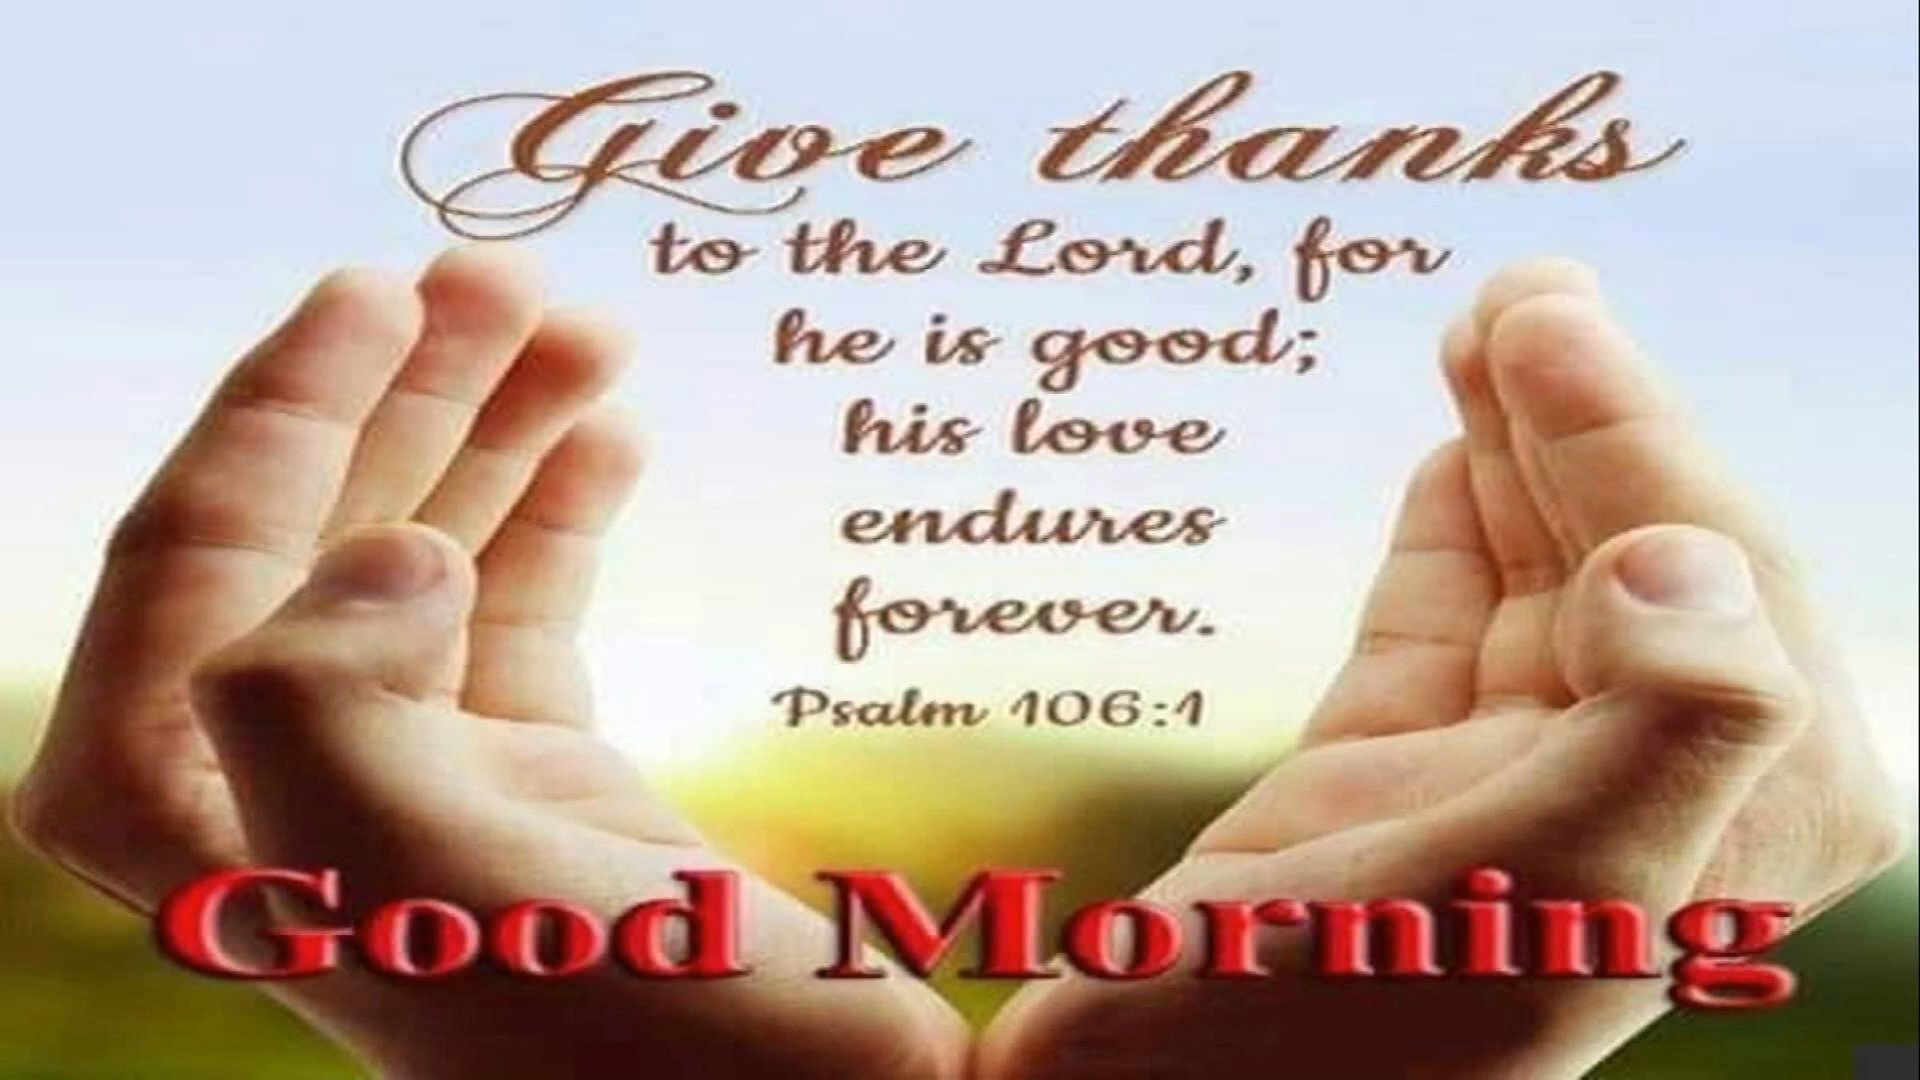 Give thanks
to the Lord, for
he is good;
his love
endures
forever.
Psalm 106:1
Good Morning